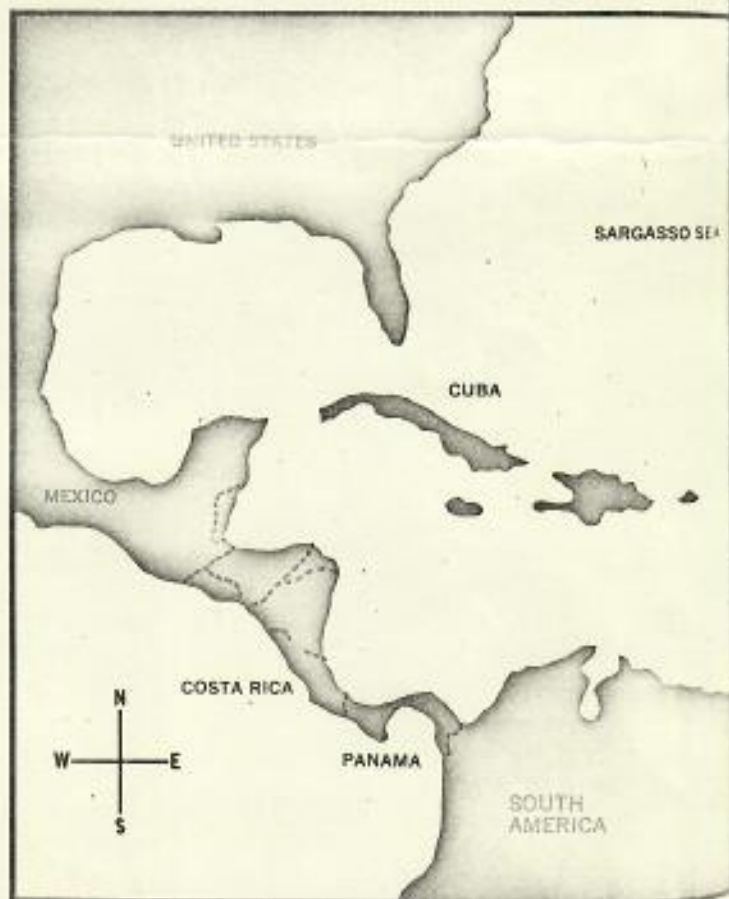 UNITED STATES
SARGASSO SEA
CUBA
MEXICO
COSTA RICA
N
W E
PANAMA
S
SOUTH
AMERICA